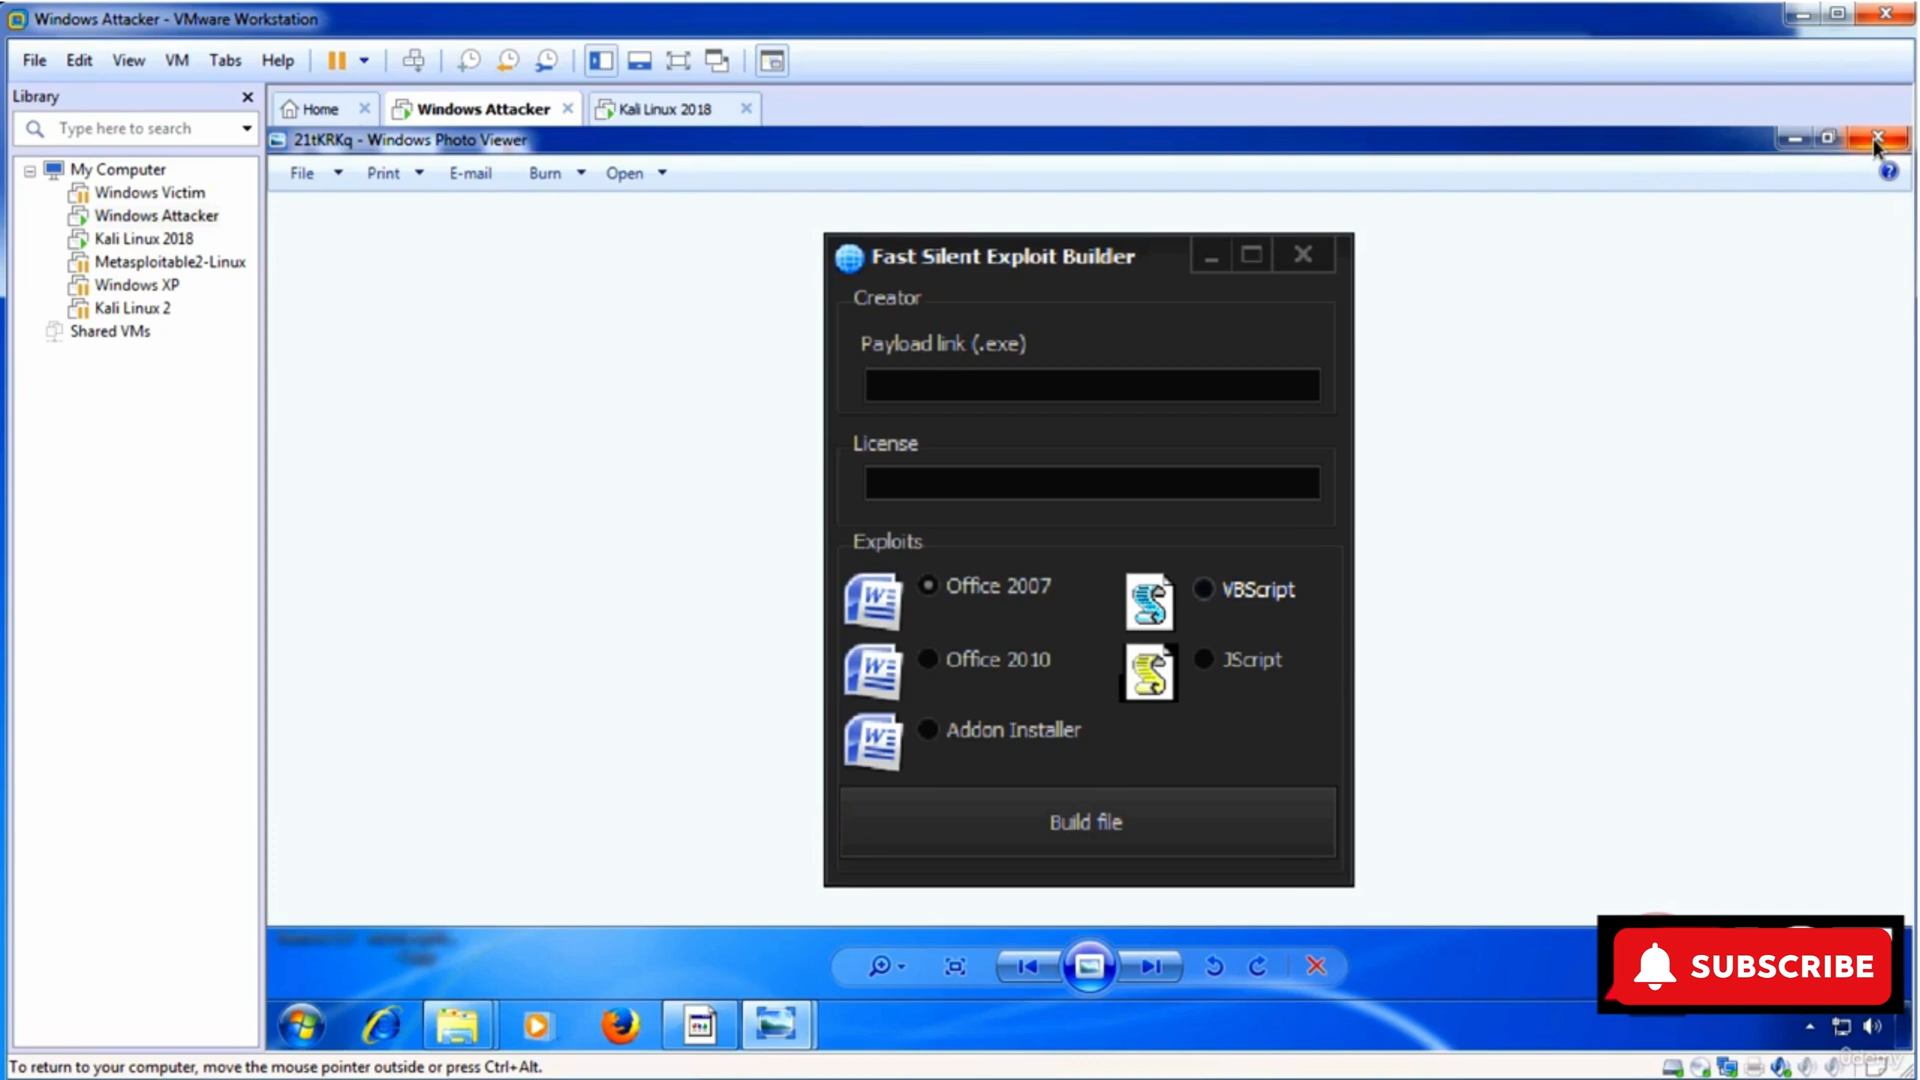 Windows Attacker - VMware Workstation
File Edit View VM Tabs Help
Library
Home
Windows Attacker
Kali Linux 2018
Type here to search
21tKRKq - Windows Photo Viewer
My Computer
Windows Victim
Windows Attacker
Kali Linux 2018
Metasploitable2-Linux
Windows XP
Kali Linux 2
Shared VMs
File Print E-mail Burn Open
Fast Silent Exploit Builder
Creator
Payload link (.exe)
License
Exploits
Office 2007
VBScript
Office 2010
JScript
Addon Installer
Build file
SUBSCRIBE
To return to your computer, move the mouse pointer outside or press Ctrl+Alt.
Udemy